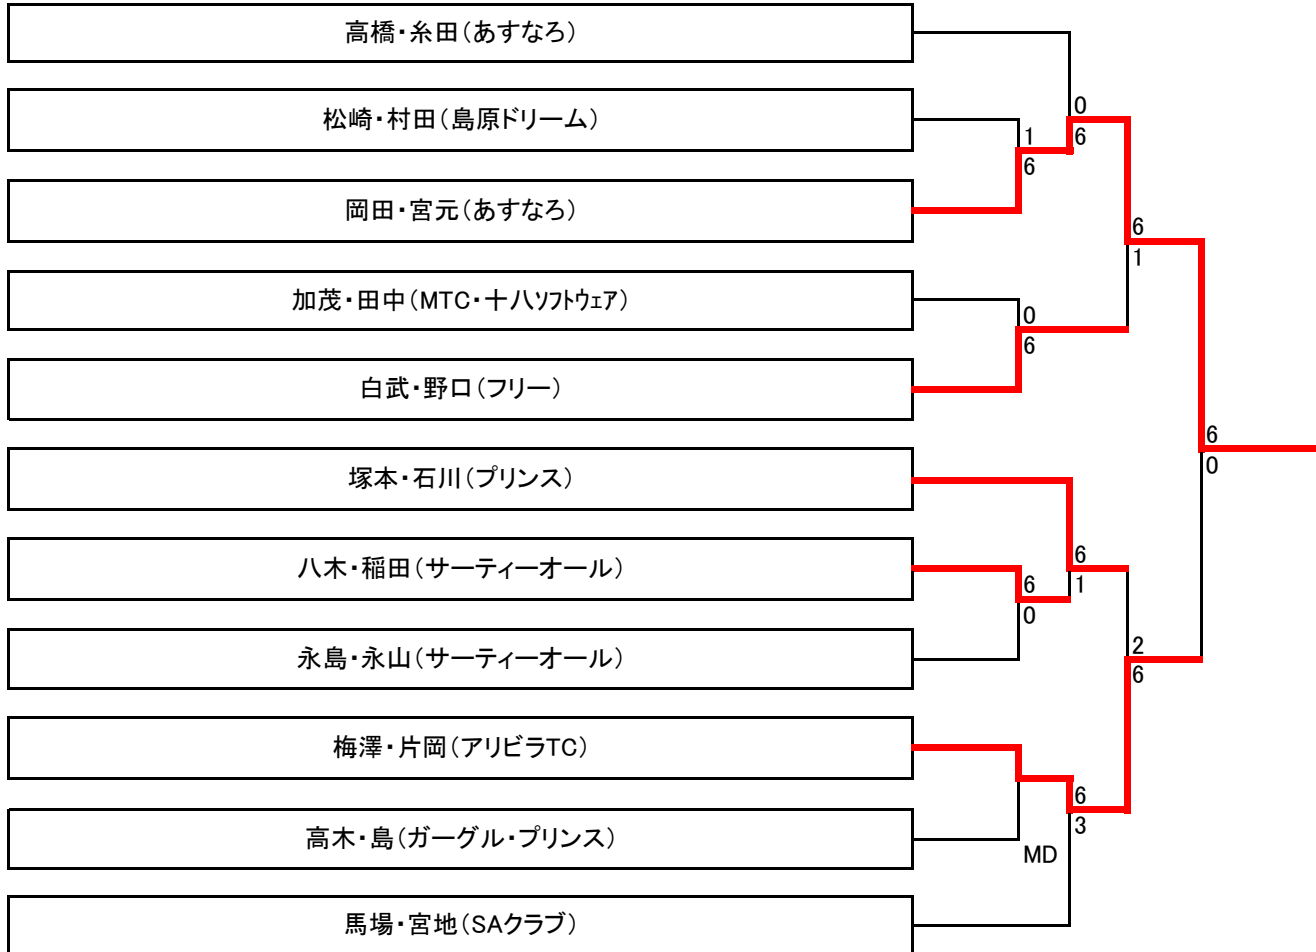 高橋・糸田（あすなろ）
松崎・村田（島原ドリーム）
岡田・宮元（あすなろ）
加茂・田中（MTC・十八ｿﾌﾄｳｪｱ）
白武・野口（フリー）
塚本・石川（プリンス）
八木・稲田（サーティーオール）
永島・永山（サーティーオール）
梅澤・片岡（アリビラTC）
高木・島（ガーグル・プリンス）
馬場・宮地（SAクラブ）
1
6
0
6
0
6
6
1
6
0
6
1
MD
6
3
2
6
6
0